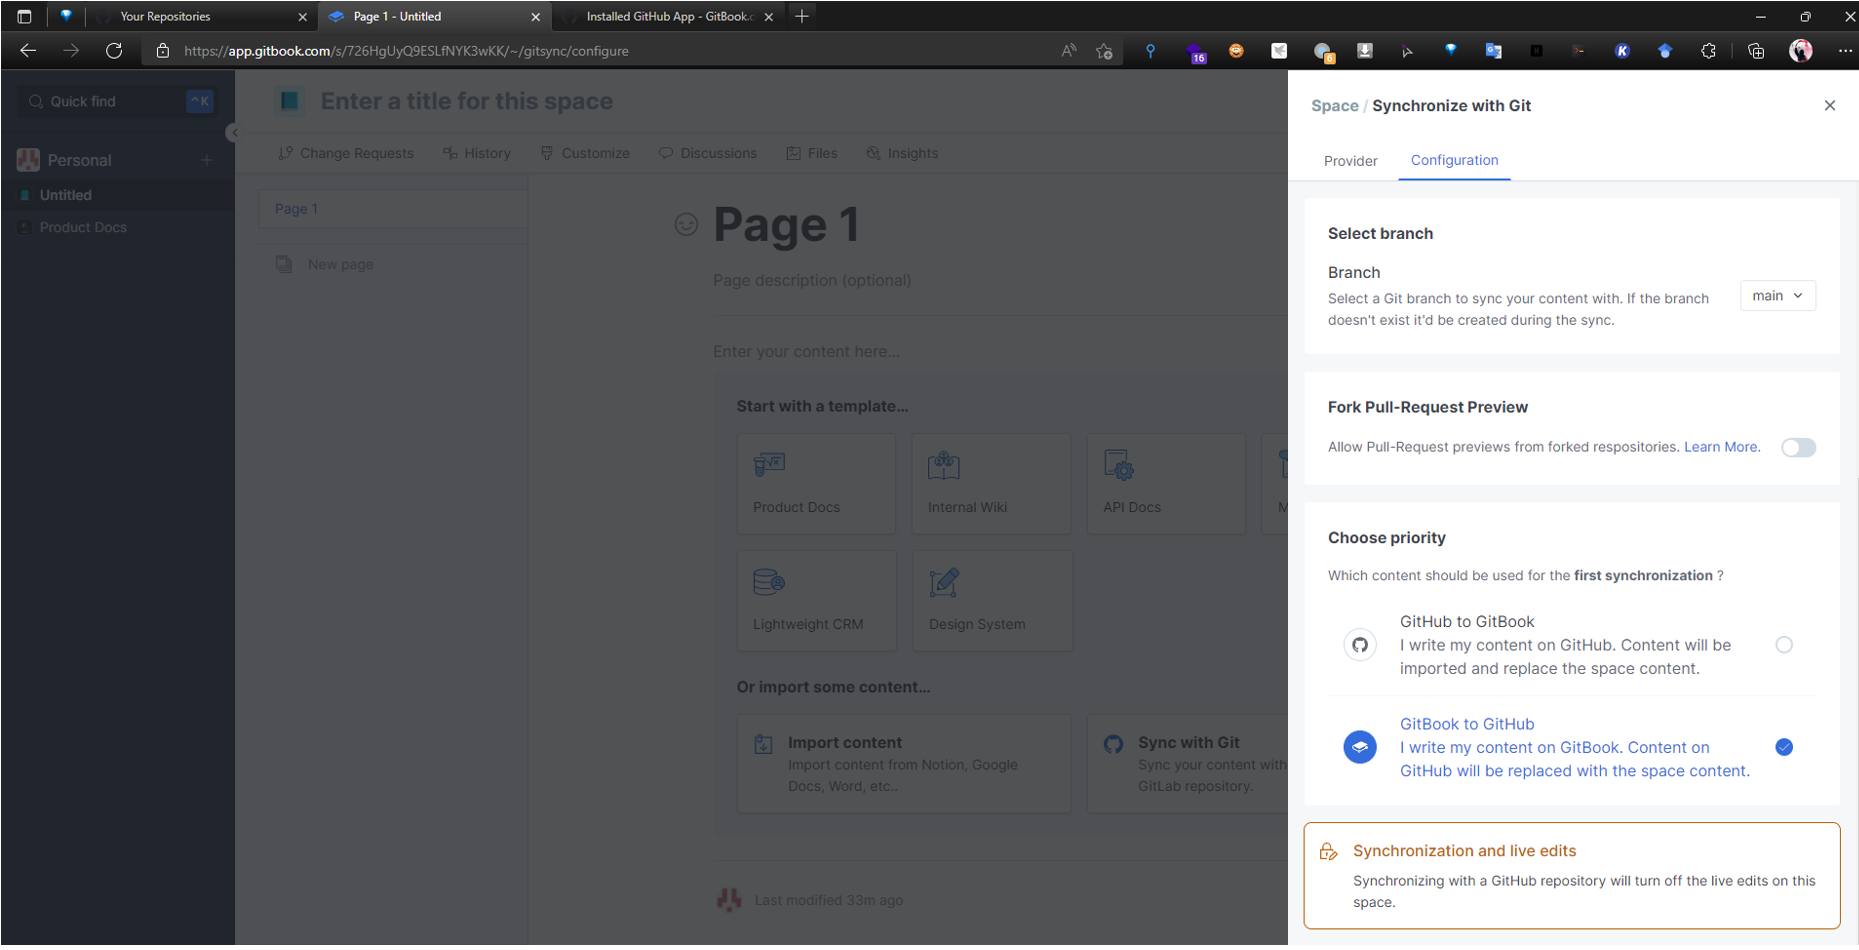 Your Repositories
Page 1 - Untitled
Installed GitHub App - GitBook.c
https://app.gitbook.com/s/726HgUyQ9ESLfNYK3wKK/~/gitsync/configure
16
6
Quick find
^K
Personal
Untitled
Product Docs
Enter a title for this space
Change Requests
History
Customize
Discussions
Files
Insights
Page 1
New page
Page 1
Page description (optional)
Enter your content here...
Start with a template...
Product Docs
Internal Wiki
API Docs
M
Lightweight CRM
Design System
Or import some content...
Import content
Import content from Notion, Google
Docs, Word, etc..
Sync with Git
Sync your content with
GitLab repository.
Last modified 33m ago
Space / Synchronize with Git
Provider
Configuration
Select branch
Branch
Select a Git branch to sync your content with. If the branch
doesn't exist it'd be created during the sync.
main
Fork Pull-Request Preview
Allow Pull-Request previews from forked respositories. Learn More.
Choose priority
Which content should be used for the first synchronization ?
GitHub to GitBook
I write my content on GitHub. Content will be
imported and replace the space content.
GitBook to GitHub
I write my content on GitBook. Content on
GitHub will be replaced with the space content.
Synchronization and live edits
Synchronizing with a GitHub repository will turn off the live edits on this
space.